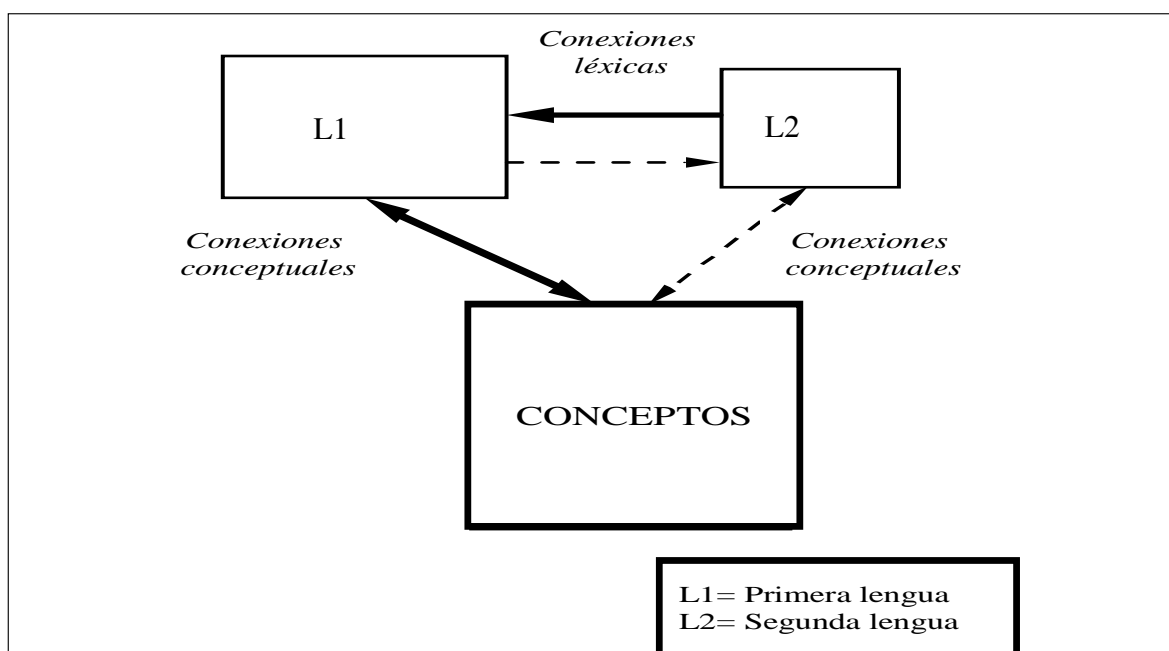 Conexiones
léxicas
L1
L2
Conexiones
conceptuales
Conexiones
conceptuales
CONCEPTOS
L1= Primera lengua
L2= Segunda lengua